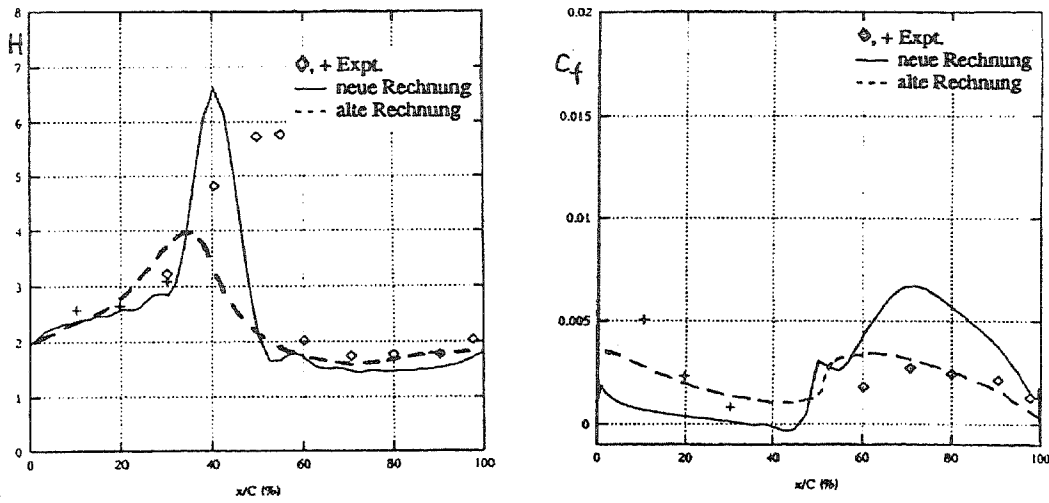 H
8
7
6
5
4
3
2
1
0
◇, + Expt.
neue Rechnung
alte Rechnung
0 20 40 60 80 100
x/C (%)
Cf
0.02
0.015
0.01
0.005
0
◇, + Expt.
neue Rechnung
alte Rechnung
0 20 40 60 80 100
x/C (%)